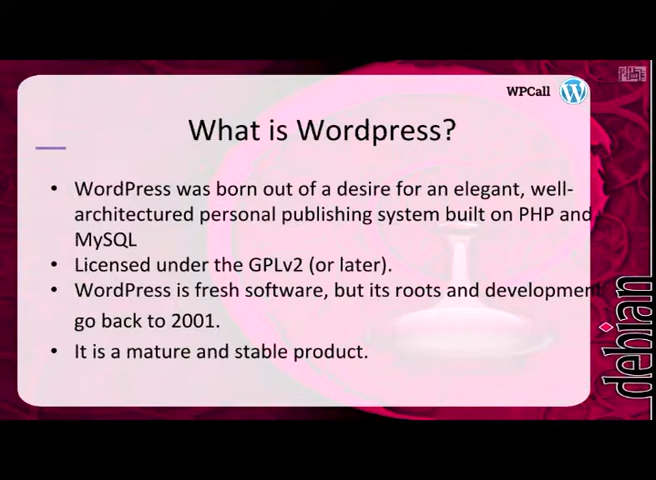 WPCall
What is Wordpress?
• WordPress was born out of a desire for an elegant, well-
architectured personal publishing system built on PHP and
MySQL
• Licensed under the GPLv2 (or later).
• WordPress is fresh software, but its roots and development
go back to 2001.
• It is a mature and stable product.
debian